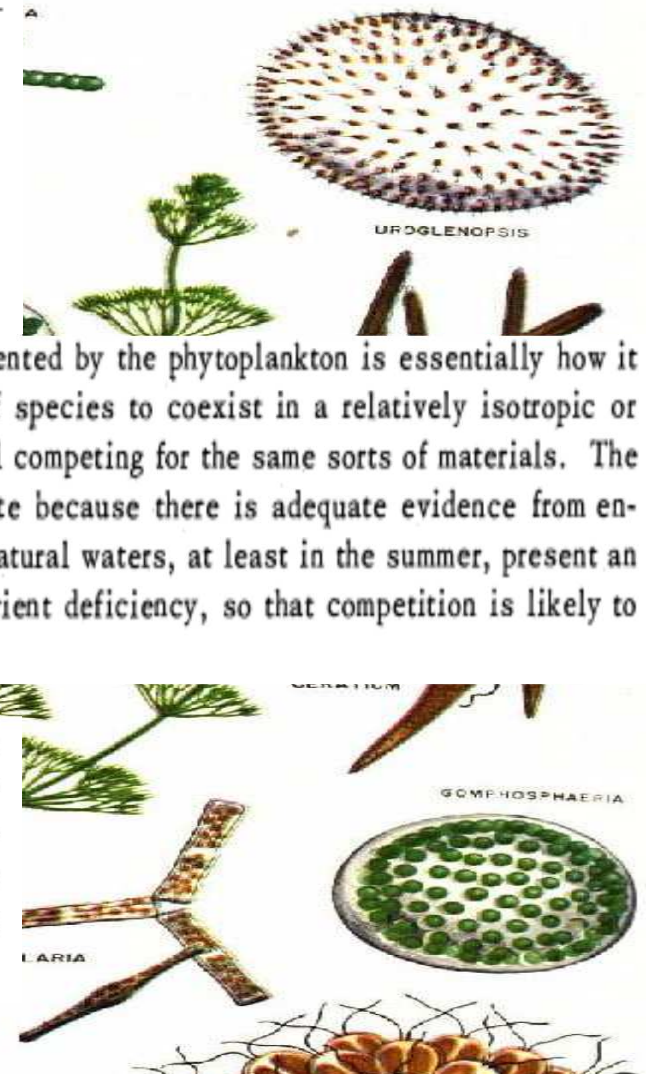 A
UROGLENOPSIS
ented by the phytoplankton is essentially how it
species to coexist in a relatively isotropic or
competing for the same sorts of materials. The
te because there is adequate evidence from en-
atural waters, at least in the summer, present an
rient deficiency, so that competition is likely to
CERATIUM
GOMPHOSPHAERIA
LARIA